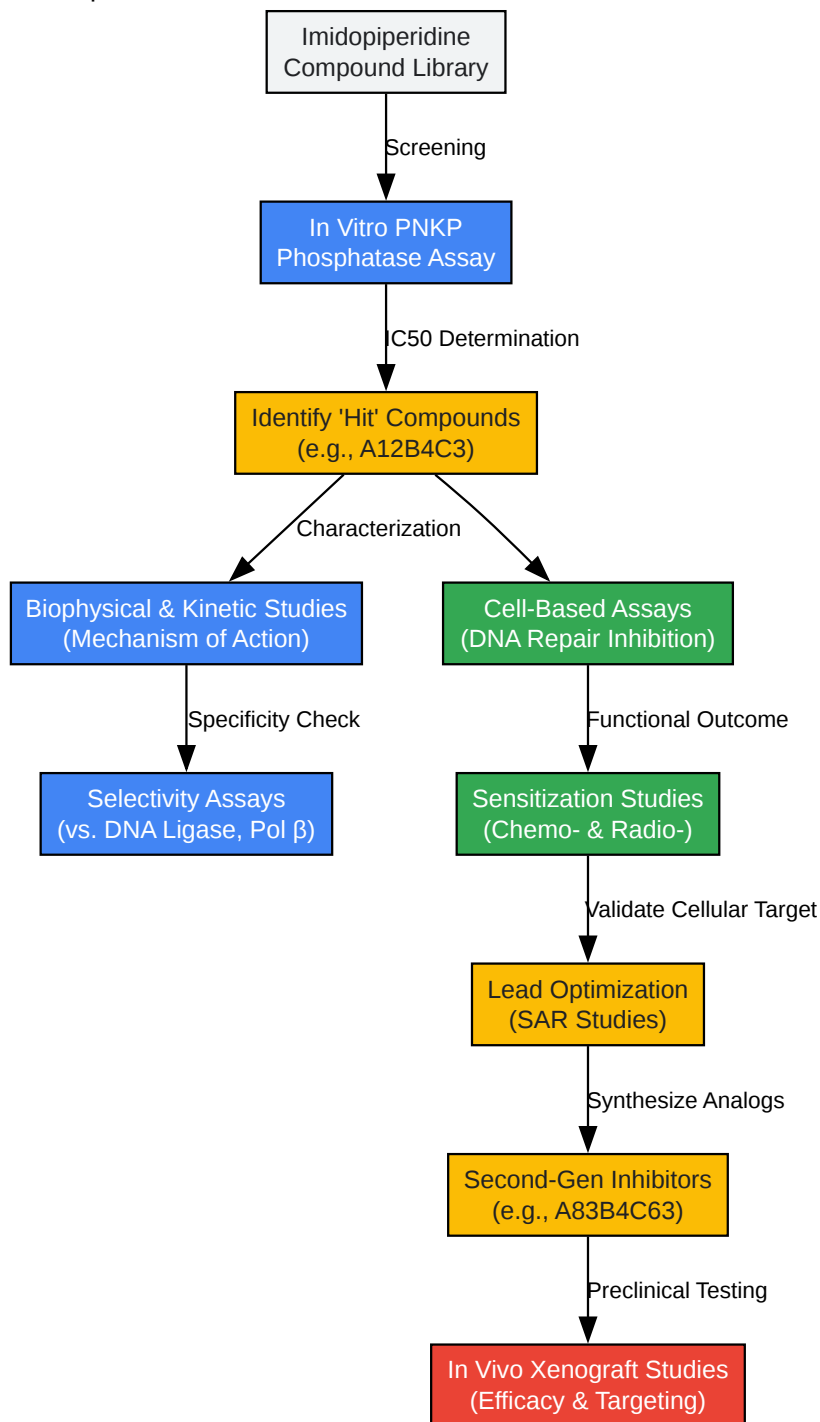 Imidopiperidine
Compound Library
Screening
In Vitro PNKP
Phosphatase Assay
IC50 Determination
Identify 'Hit' Compounds
(e.g., A12B4C3)
Characterization
Biophysical & Kinetic Studies
(Mechanism of Action)
Cell-Based Assays
(DNA Repair Inhibition)
Specificity Check
Functional Outcome
Selectivity Assays
(vs. DNA Ligase, Pol β)
Sensitization Studies
(Chemo- & Radio-)
Validate Cellular Target
Lead Optimization
(SAR Studies)
Synthesize Analogs
Second-Gen Inhibitors
(e.g., A83B4C63)
Preclinical Testing
In Vivo Xenograft Studies
(Efficacy & Targeting)